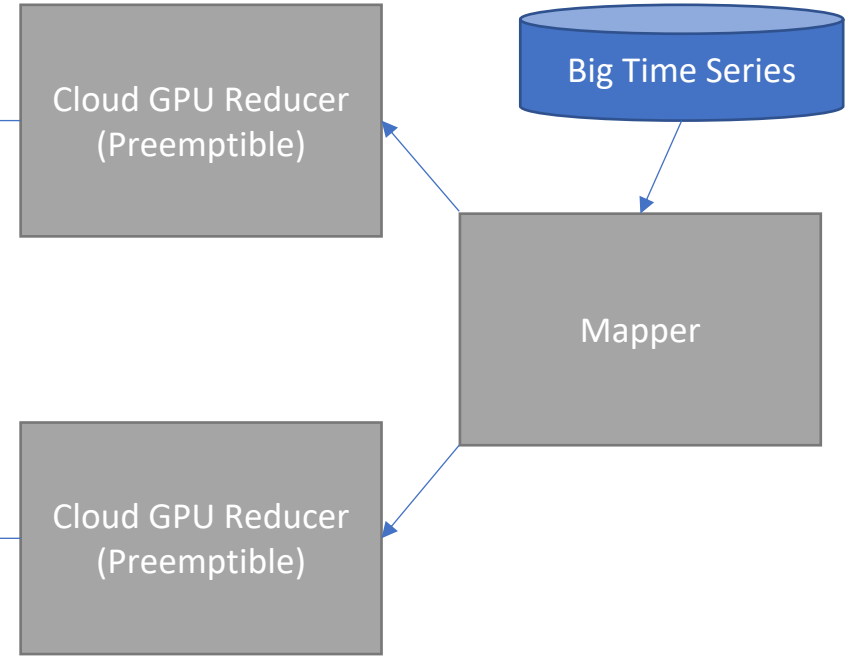 Cloud GPU Reducer
(Preemptible)
Big Time Series
Mapper
Cloud GPU Reducer
(Preemptible)